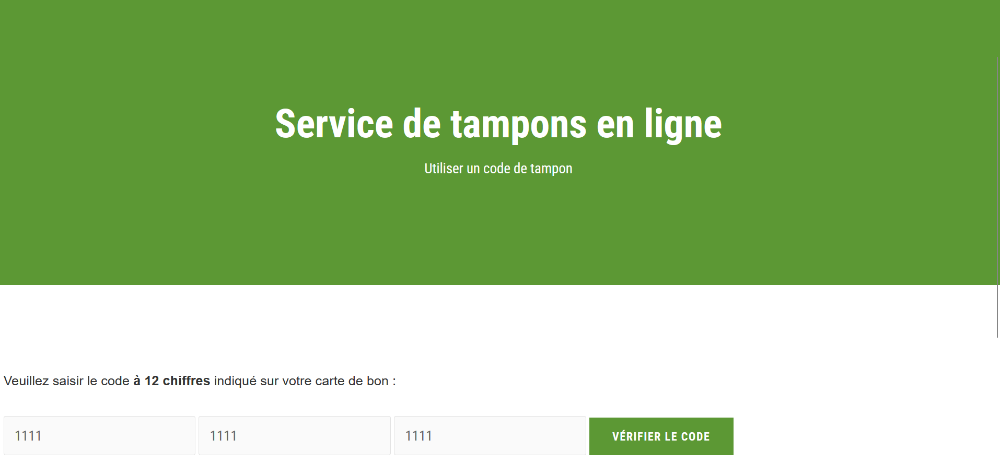 Service de tampons en ligne
Utiliser un code de tampon
Veuillez saisir le code à 12 chiffres indiqué sur votre carte de bon :
1111 1111 1111 VÉRIFIER LE CODE